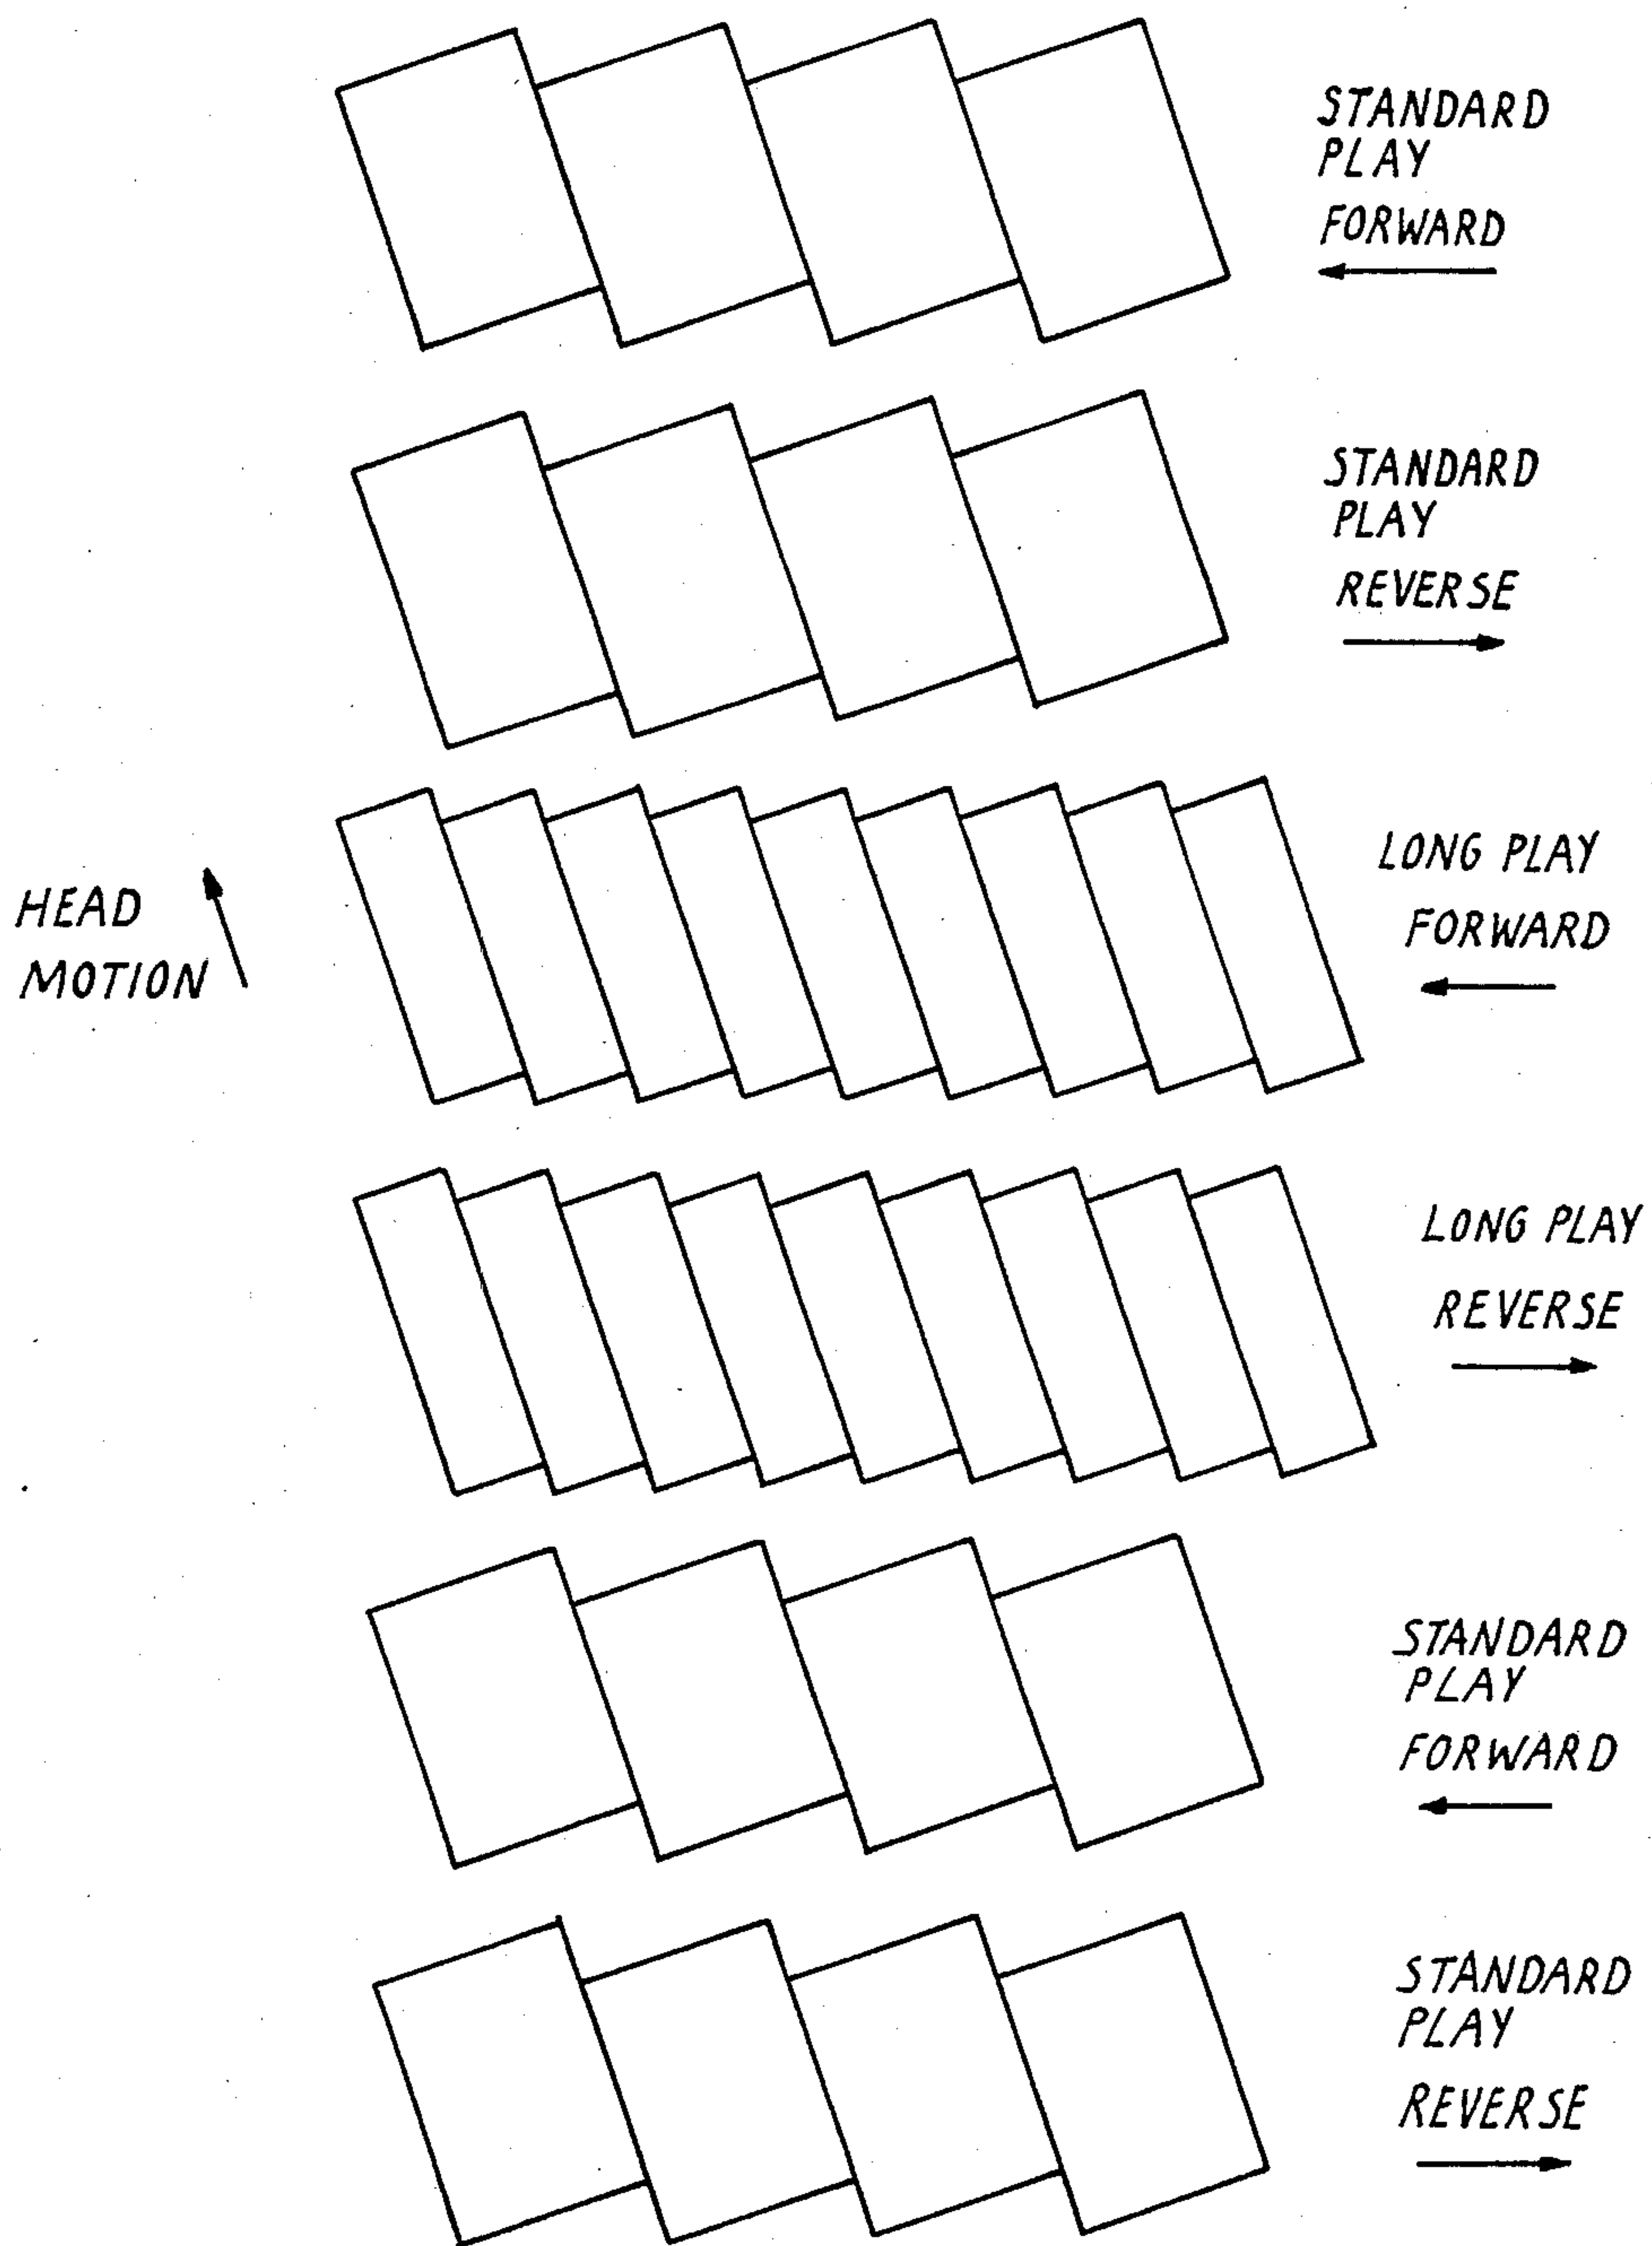 STANDARD
PLAY
FORWARD
STANDARD
PLAY
REVERSE
HEAD
MOTION
LONG PLAY
FORWARD
LONG PLAY
REVERSE
STANDARD
PLAY
FORWARD
STANDARD
PLAY
REVERSE